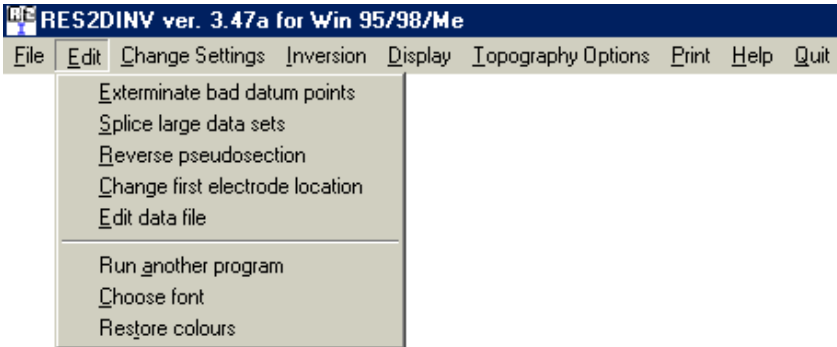 RES2DINV ver. 3.47a for Win 95/98/Me
File Edit Change Settings Inversion Display Topography Options Print Help Quit
Exterminate bad datum points
Splice large data sets
Reverse pseudosection
Change first electrode location
Edit data file
Run another program
Choose font
Restore colours